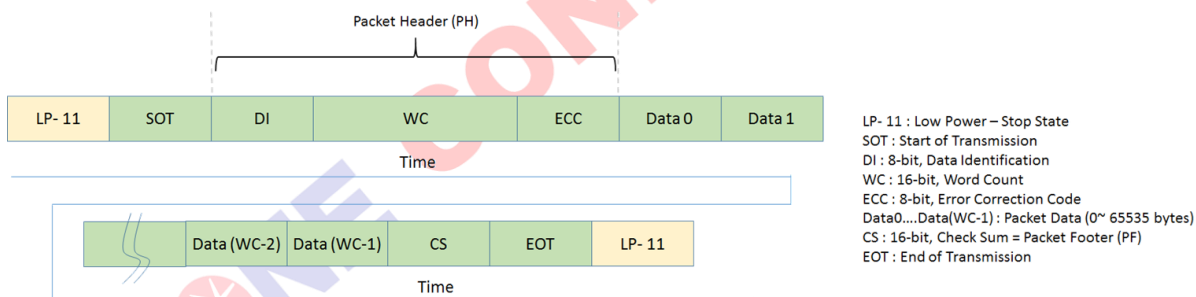 Packet Header (PH)
LP- 11 SOT DI WC ECC Data 0 Data 1
Time
Data (WC-2) Data (WC-1) CS EOT LP- 11
Time
LP- 11 : Low Power – Stop State
SOT : Start of Transmission
DI : 8-bit, Data Identification
WC : 16-bit, Word Count
ECC : 8-bit, Error Correction Code
Data0....Data(WC-1) : Packet Data (0~ 65535 bytes)
CS : 16-bit, Check Sum = Packet Footer (PF)
EOT : End of Transmission